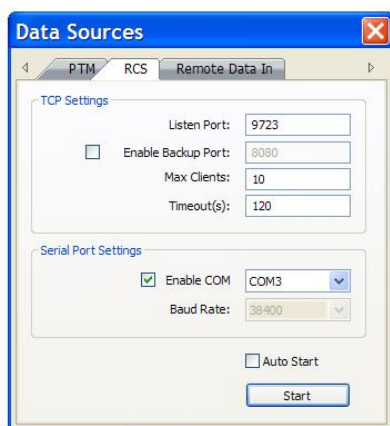 Data Sources
PTM RCS Remote Data In
TCP Settings
Listen Port: 9723
Enable Backup Port: 8080
Max Clients: 10
Timeout(s): 120
Serial Port Settings
Enable COM COM3
Baud Rate: 38400
Auto Start
Start